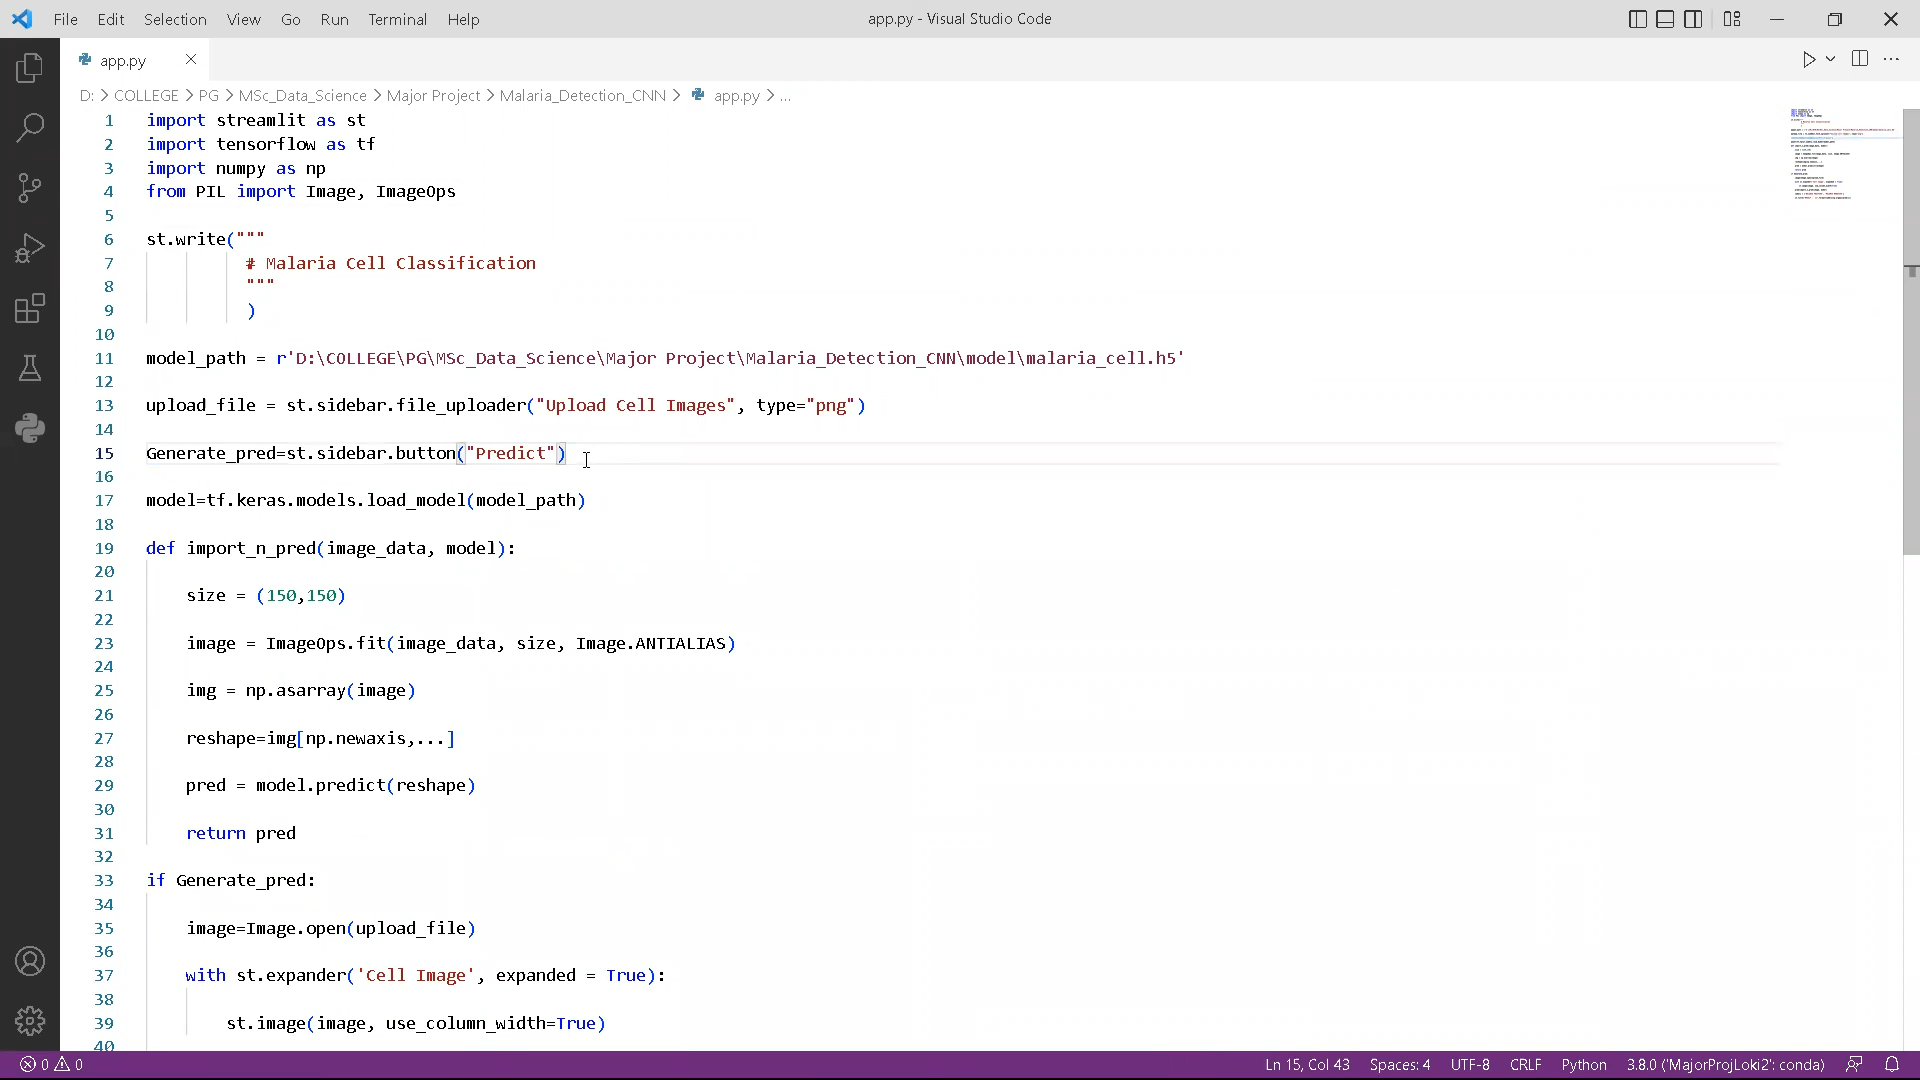 File Edit Selection View Go Run Terminal Help app.py - Visual Studio Code
app.py
D: > COLLEGE > PG > MSc_Data_Science > Major Project > Malaria_Detection_CNN > app.py > ...
1 import streamlit as st
2 import tensorflow as tf
3 import numpy as np
4 from PIL import Image, ImageOps
5
6 st.write("""
7 # Malaria Cell Classification
8 """
9 )
10
11 model_path = r'D:\COLLEGE\PG\MSc_Data_Science\Major Project\Malaria_Detection_CNN\model\malaria_cell.h5'
12
13 upload_file = st.sidebar.file_uploader("Upload Cell Images", type="png")
14
15 Generate_pred=st.sidebar.button("Predict")
16
17 model=tf.keras.models.load_model(model_path)
18
19 def import_n_pred(image_data, model):
20
21 size = (150,150)
22
23 image = ImageOps.fit(image_data, size, Image.ANTIALIAS)
24
25 img = np.asarray(image)
26
27 reshape=img[np.newaxis,...]
28
29 pred = model.predict(reshape)
30
31 return pred
32
33 if Generate_pred:
34
35 image=Image.open(upload_file)
36
37 with st.expander('Cell Image', expanded = True):
38
39 st.image(image, use_column_width=True)
40
0 0 Ln 15, Col 43 Spaces: 4 UTF-8 CRLF Python 3.8.0 ('MajorProjLoki2': conda)